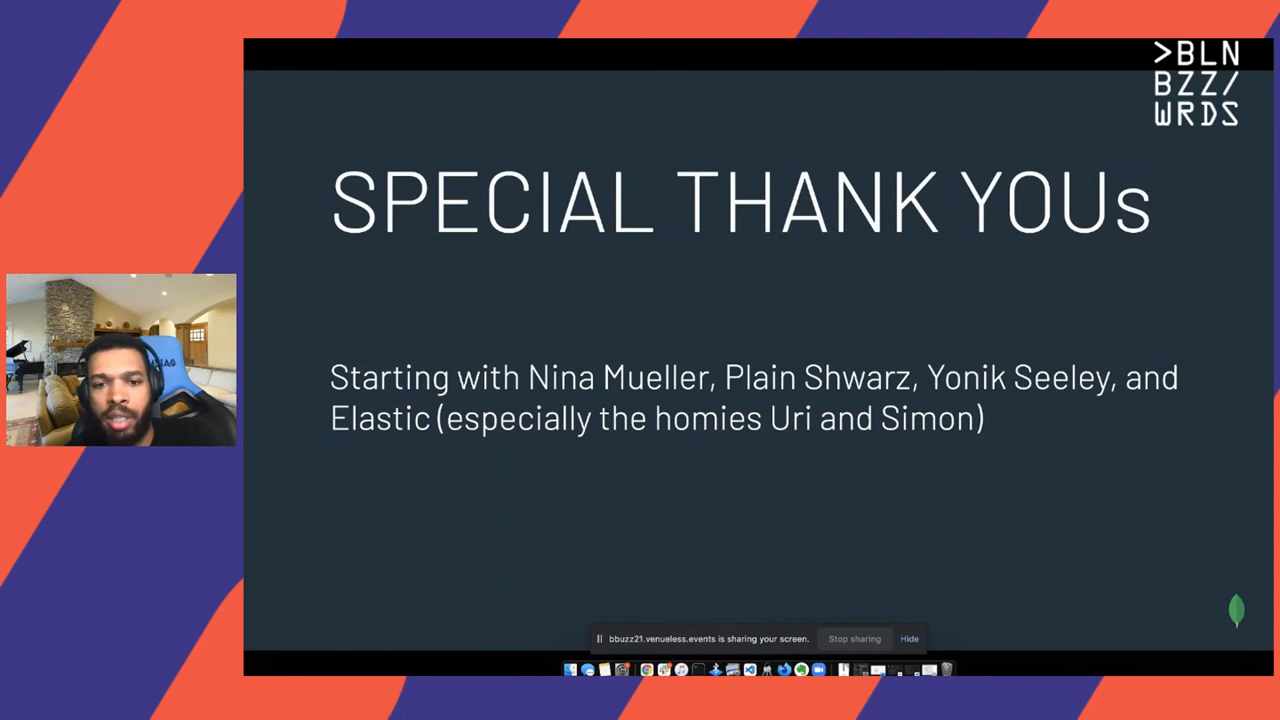 >BLN
BZZ/
WRDS
SPECIAL THANK YOUs
Starting with Nina Mueller, Plain Shwarz, Yonik Seeley, and
Elastic (especially the homies Uri and Simon)
bbuzz21.venueless.events is sharing your screen.
Stop sharing
Hide